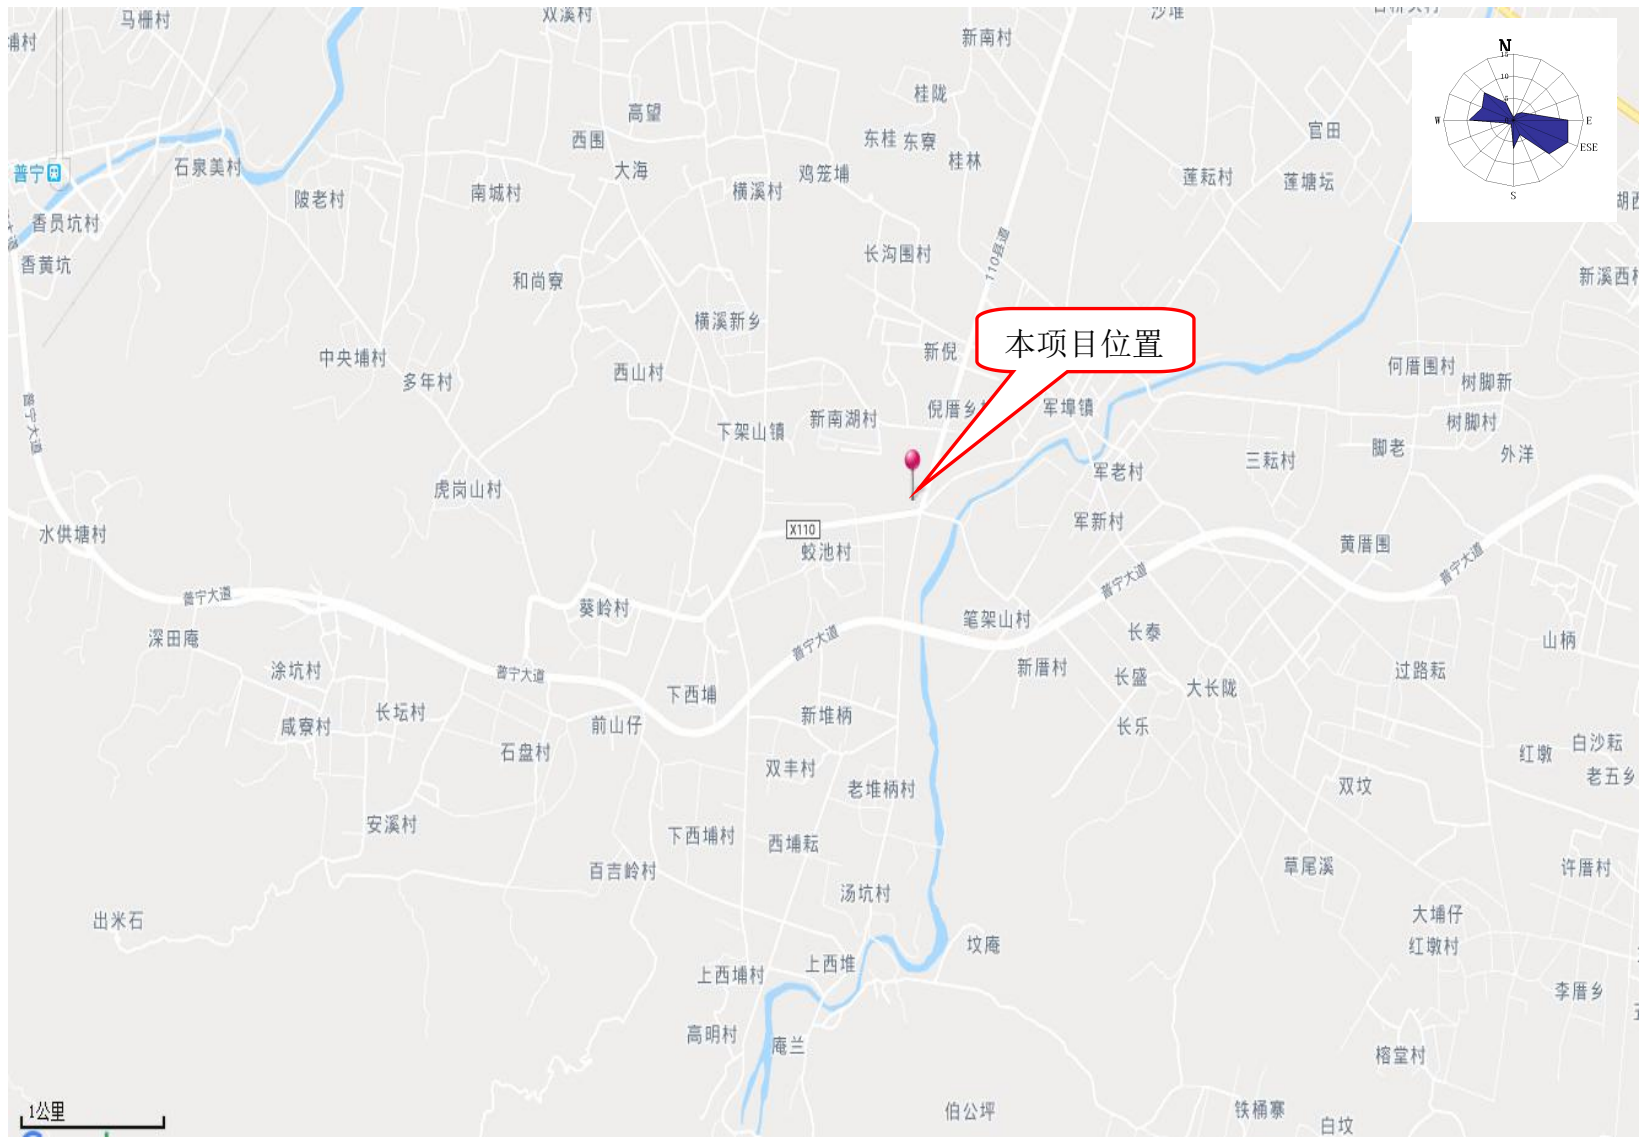 马栅村
双溪村
沙堆
埔村
新南村
N
15
10
5
0
W
E
ESE
S
桂陇
高望
西围
东桂
东寮
官田
桂林
普宁
石泉美村
大海
鸡笼埔
莲耘村
莲塘坛
陂老村
南城村
横溪村
香员坑村
长沟围村
110县道
香黄坑
和尚寮
新溪西村
横溪新乡
本项目位置
中央埔村
新倪
西山村
何厝围村
多年村
树脚新
普宁大道
倪厝乡
军埠镇
新南湖村
树脚村
下架山镇
脚老
外洋
三耘村
军老村
虎岗山村
军新村
X110
水供塘村
黄厝围
蛟池村
普宁大道
普宁大道
普宁大道
葵岭村
笔架山村
普宁大道
深田庵
长泰
山柄
涂坑村
新厝村
过路耘
普宁大道
长盛
大长陇
下西埔
长坛村
新堆柄
咸寮村
前山仔
长乐
白沙耘
石盘村
红墩
双丰村
老五乡
老堆柄村
双坟
安溪村
下西埔村
西埔耘
草尾溪
许厝村
百吉岭村
汤坑村
出米石
大埔仔
坟庵
红墩村
上西堆
上西埔村
李厝乡
高明村
庵兰
榕堂村
1公里
伯公坪
铁桶寨
白坟